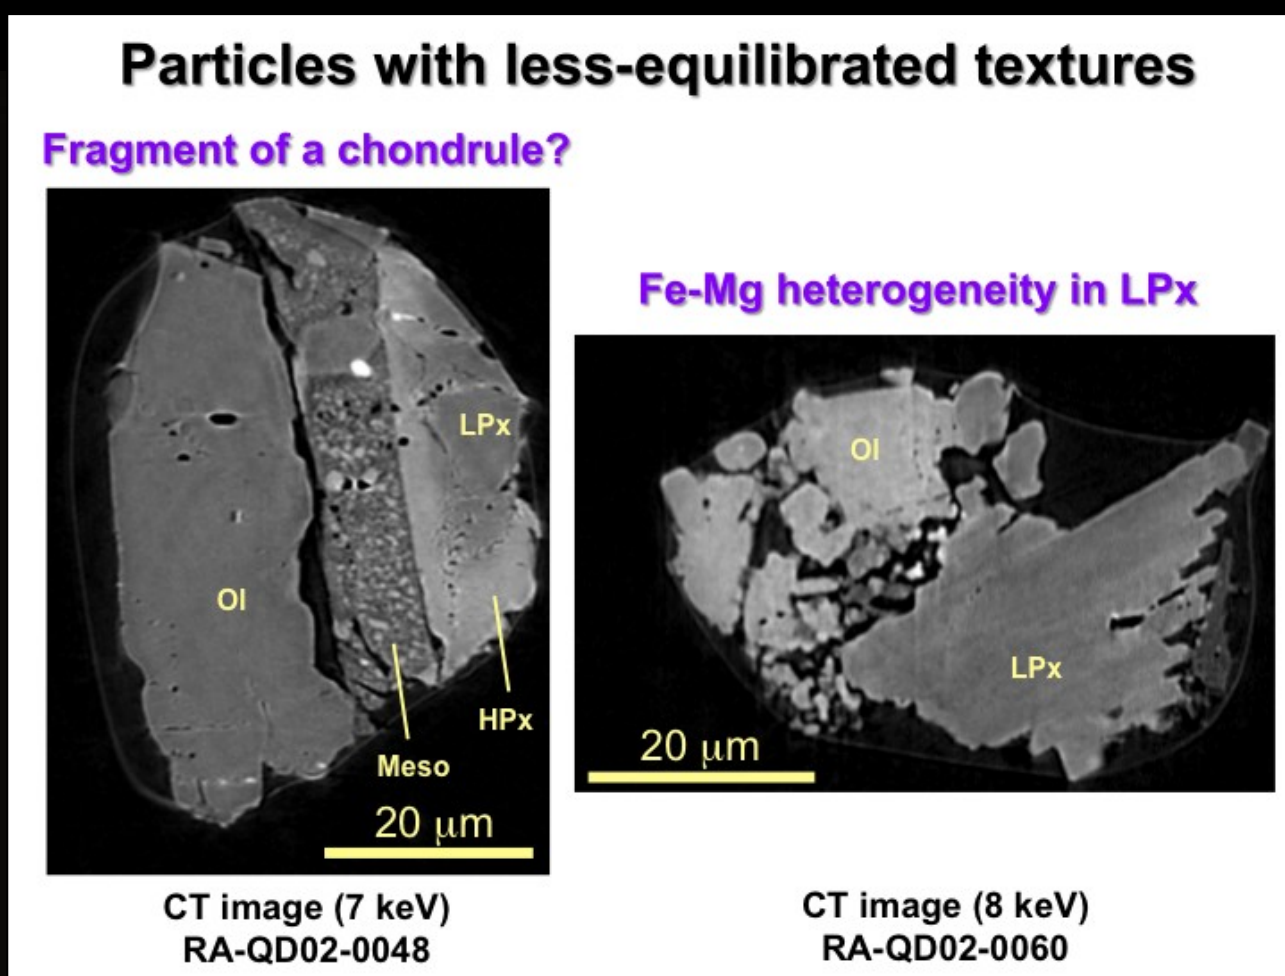 Particles with less-equilibrated textures
Fragment of a chondrule?
LPx
Ol
HPx
Meso
20 μm
CT image (7 keV)
RA-QD02-0048
Fe-Mg heterogeneity in LPx
Ol
LPx
20 μm
CT image (8 keV)
RA-QD02-0060